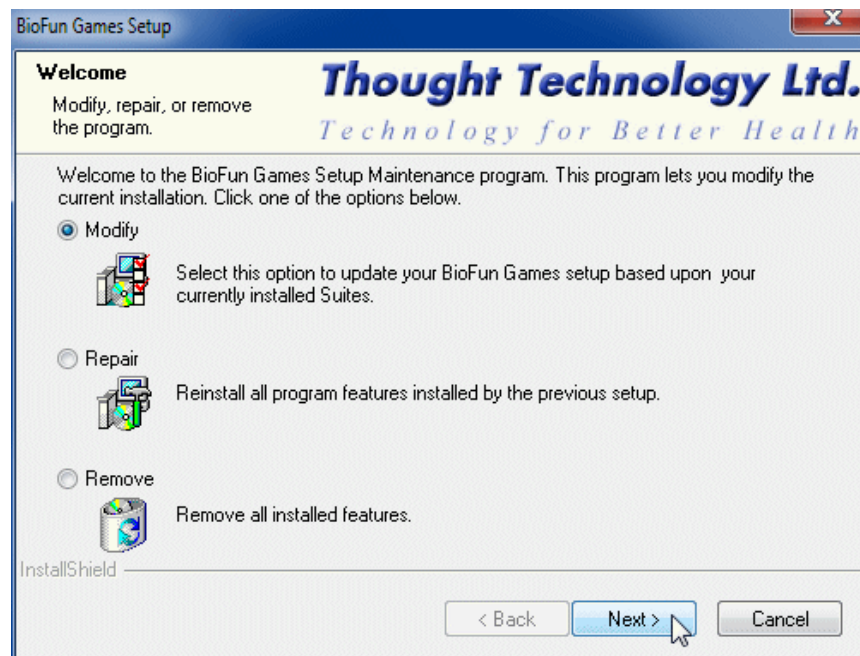 BioFun Games Setup
Welcome
Modify, repair, or remove
the program.
Thought Technology Ltd.
Technology for Better Health
Welcome to the BioFun Games Setup Maintenance program. This program lets you modify the
current installation. Click one of the options below.
Modify
Select this option to update your BioFun Games setup based upon your
currently installed Suites.
Repair
Reinstall all program features installed by the previous setup.
Remove
Remove all installed features.
InstallShield
< Back
Next >
Cancel